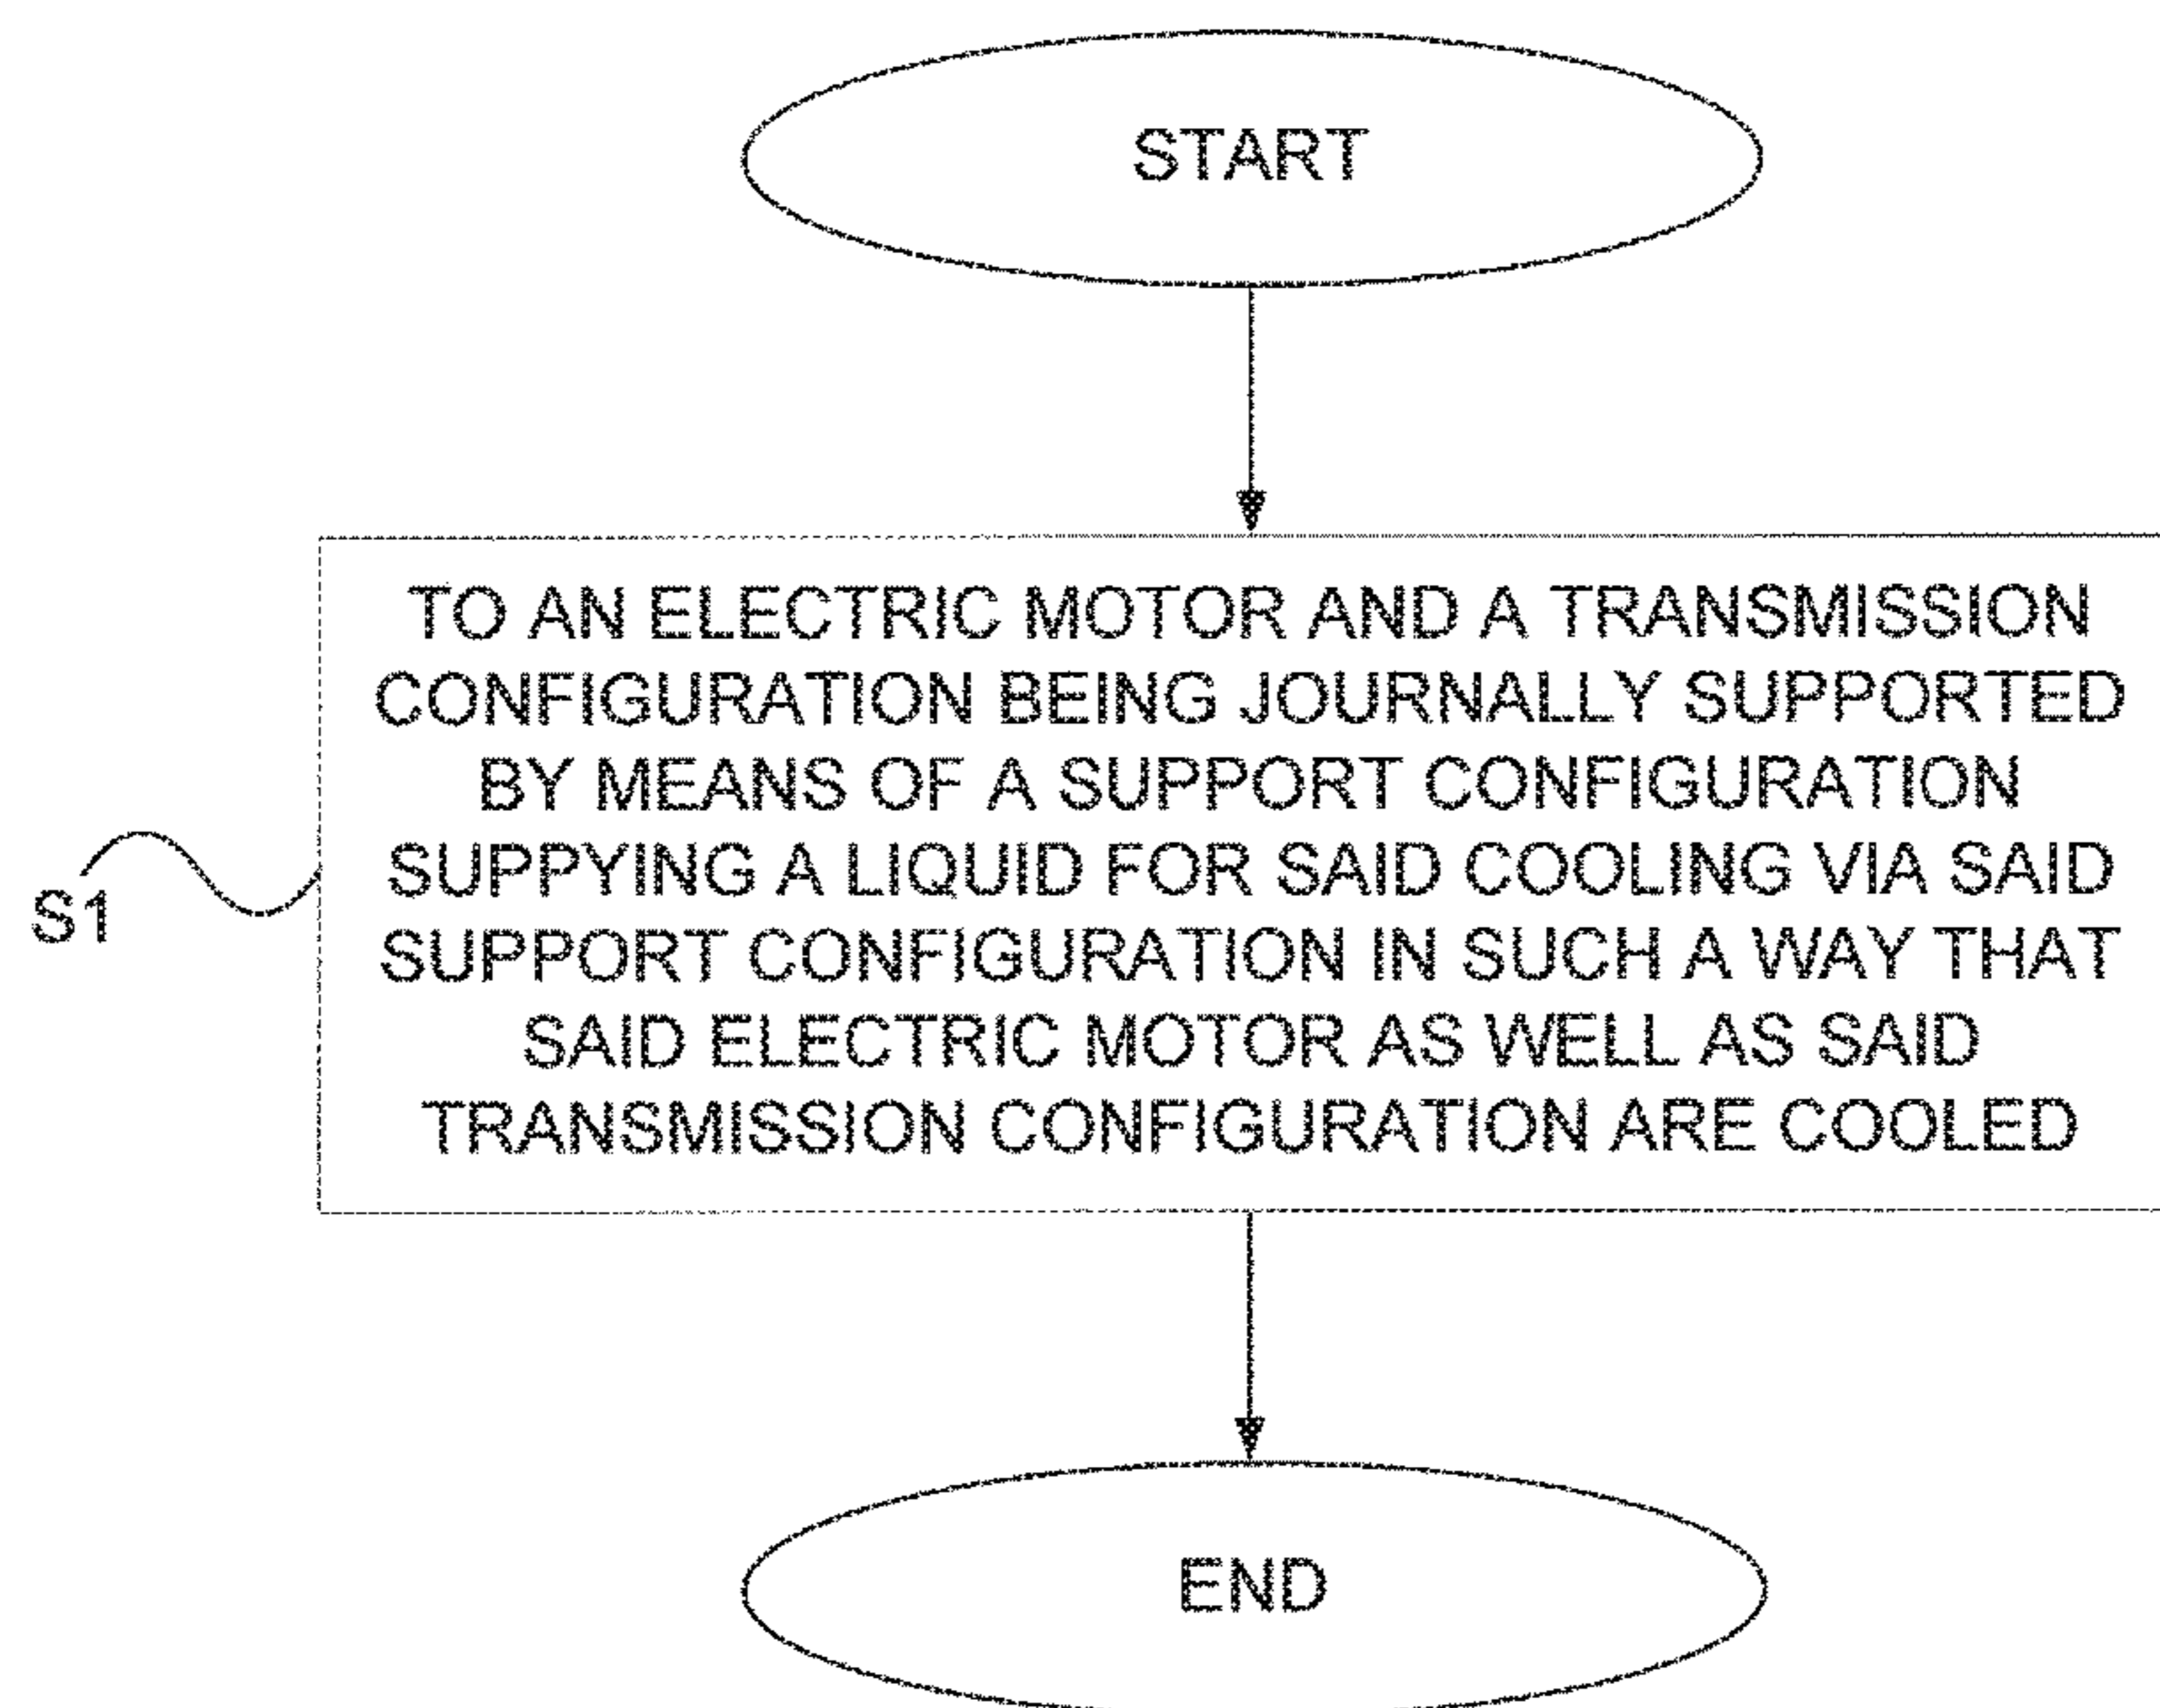 START
TO AN ELECTRIC MOTOR AND A TRANSMISSION
CONFIGURATION BEING JOURNALLY SUPPORTED
BY MEANS OF A SUPPORT CONFIGURATION
SUPPYING A LIQUID FOR SAID COOLING VIA SAID
SUPPORT CONFIGURATION IN SUCH A WAY THAT
SAID ELECTRIC MOTOR AS WELL AS SAID
TRANSMISSION CONFIGURATION ARE COOLED
S1
END